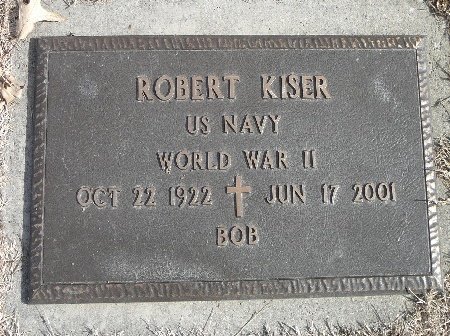 ROBERT KISER
US NAVY
WORLD WAR II
OCT 22 1922 JUN 17 2001
BOB